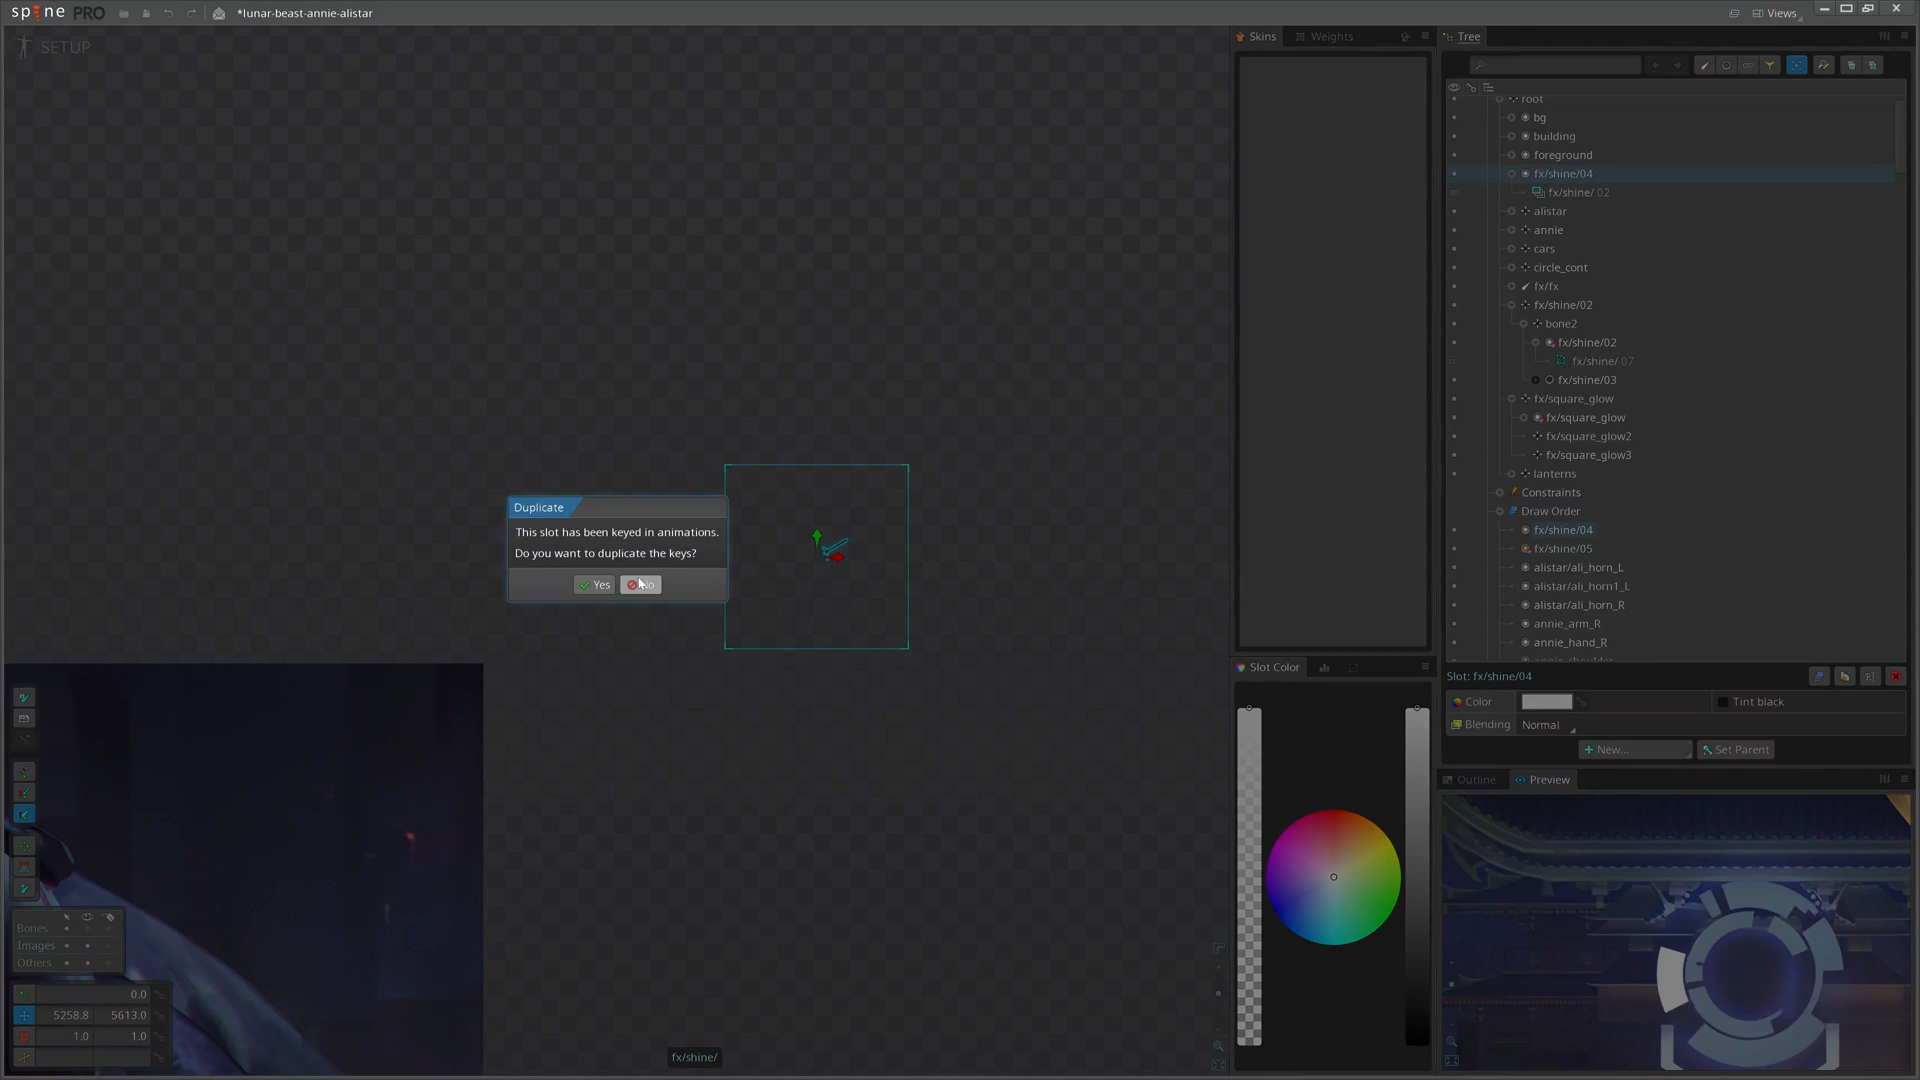 spine PRO
*lunar-beast-annie-alistar
Views
SETUP
Skins
Weights
Tree
root
bg
building
foreground
fx/shine/04
fx/shine/ 02
alistar
annie
cars
circle_cont
fx/fx
fx/shine/02
bone2
fx/shine/02
fx/shine/ 07
fx/shine/03
fx/square_glow
fx/square_glow
fx/square_glow2
fx/square_glow3
lanterns
Constraints
Draw Order
fx/shine/04
fx/shine/05
alistar/ali_horn_L
alistar/ali_horn1_L
alistar/ali_horn_R
annie_arm_R
annie_hand_R
Duplicate
This slot has been keyed in animations.
Do you want to duplicate the keys?
Yes
Slot Color
Slot: fx/shine/04
Color
Tint black
Blending
Normal
New...
Set Parent
Outline
Preview
Bones
Images
Others
0.0
5258.8 5613.0
1.0 1.0
fx/shine/